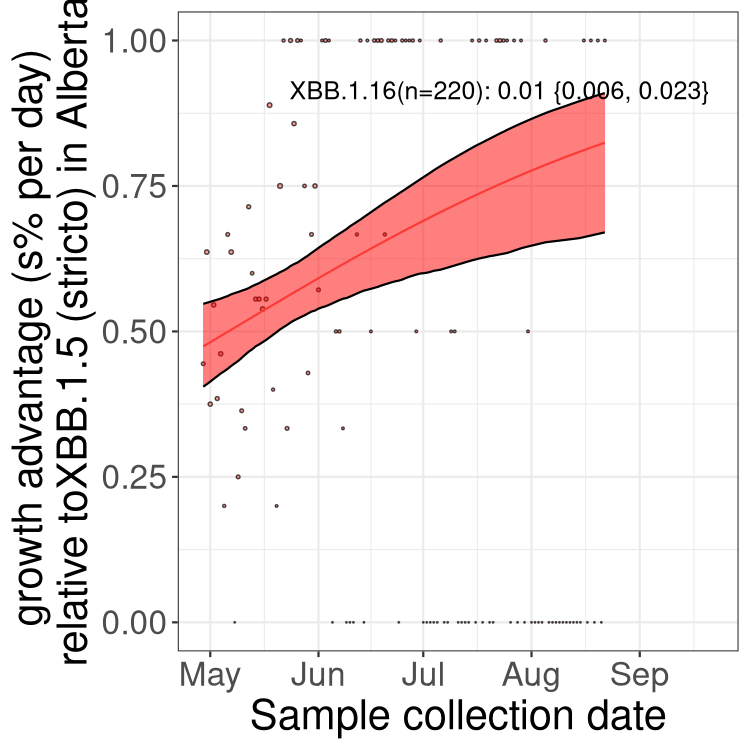 growth advantage (s% per day)
relative toXBB.1.5 (stricto) in Alberta
1.00
0.75
0.50
0.25
0.00
XBB.1.16(n=220): 0.01 {0.006, 0.023}
May Jun Jul Aug Sep
Sample collection date